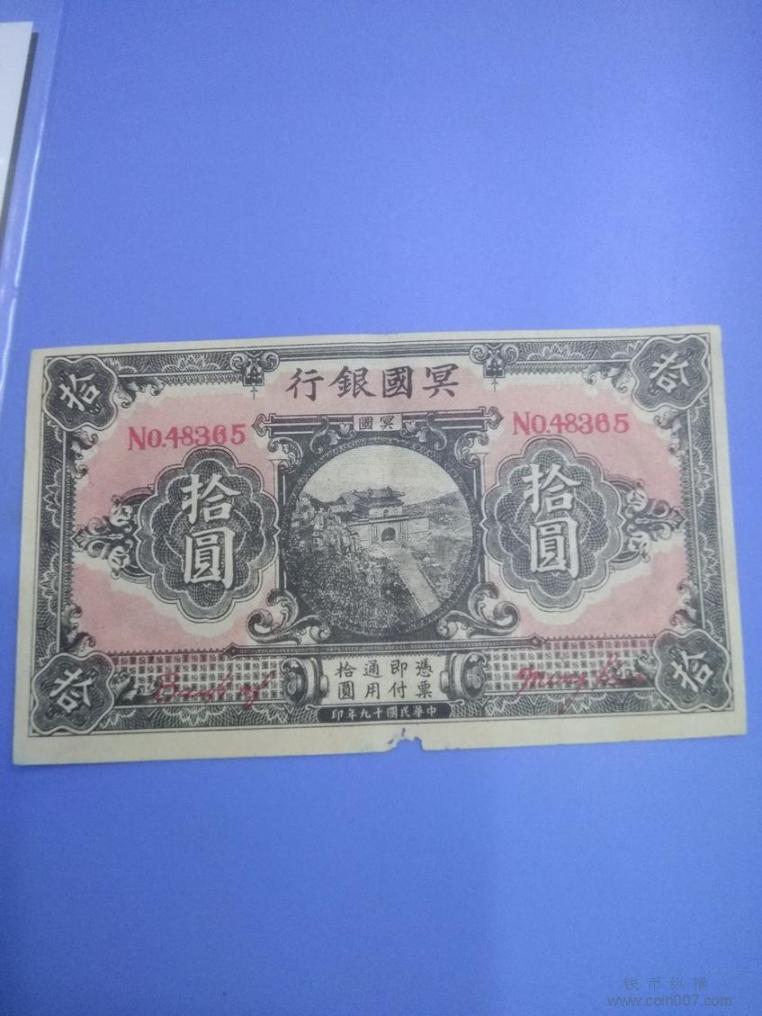 拾
拾
冥國銀行
冥國
NO.48365
NO.48365
拾圓
拾圓
憑票即付通用拾圓
中華民國十九年印
Bank of
拾
拾
银币纵横
www.coin007.com